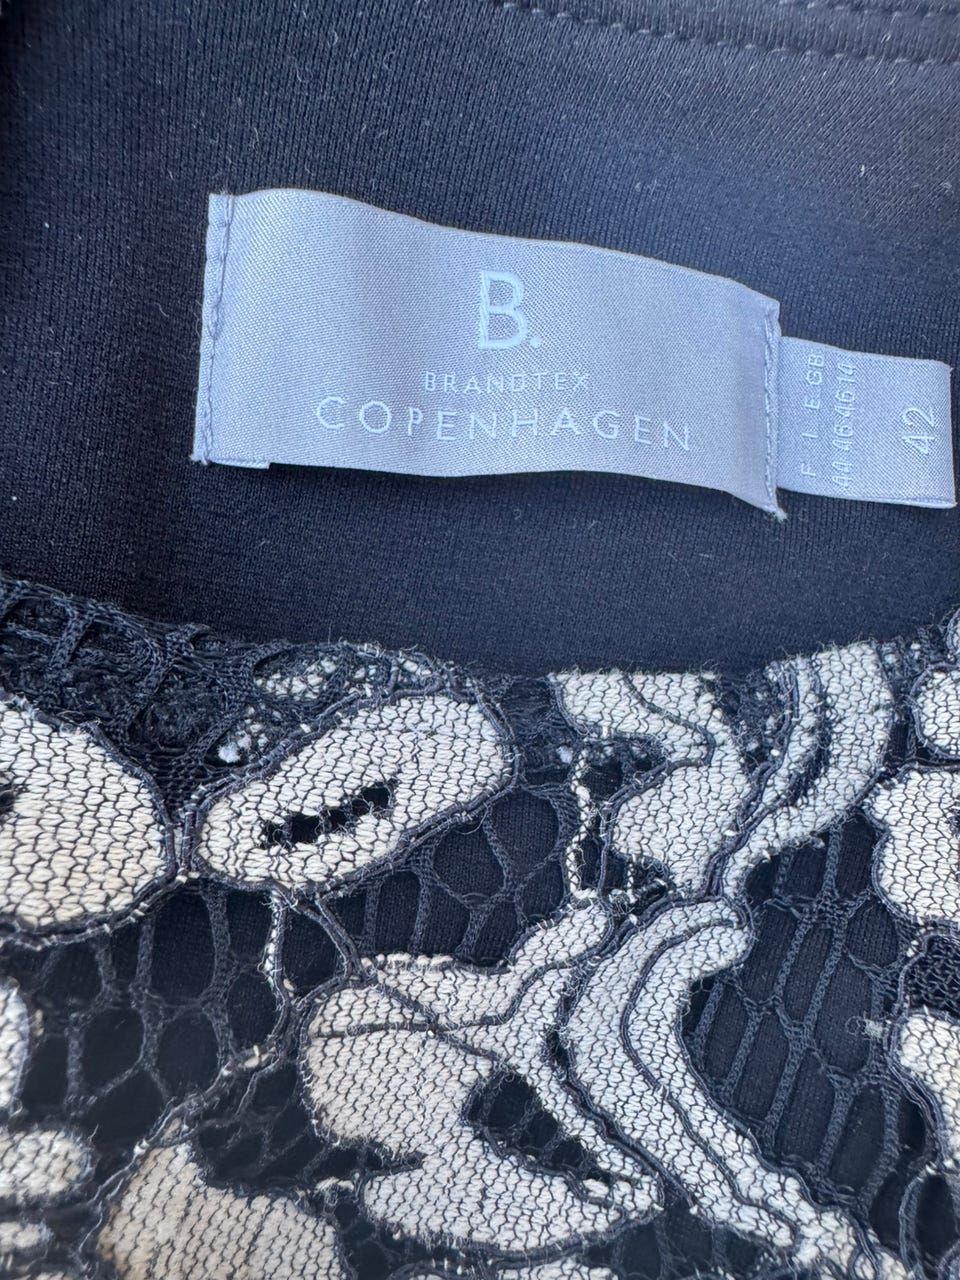 B.
BRANDTEX
COPENHAGEN
F I E GB
44 46 46 14
42